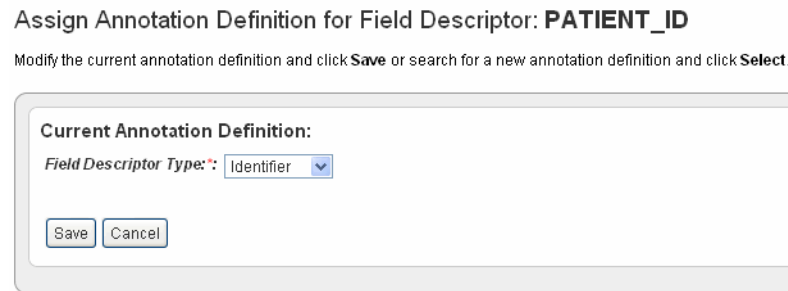 Assign Annotation Definition for Field Descriptor: PATIENT_ID
Modify the current annotation definition and click Save or search for a new annotation definition and click Select.
Current Annotation Definition:
Field Descriptor Type:*: Identifier
Save Cancel